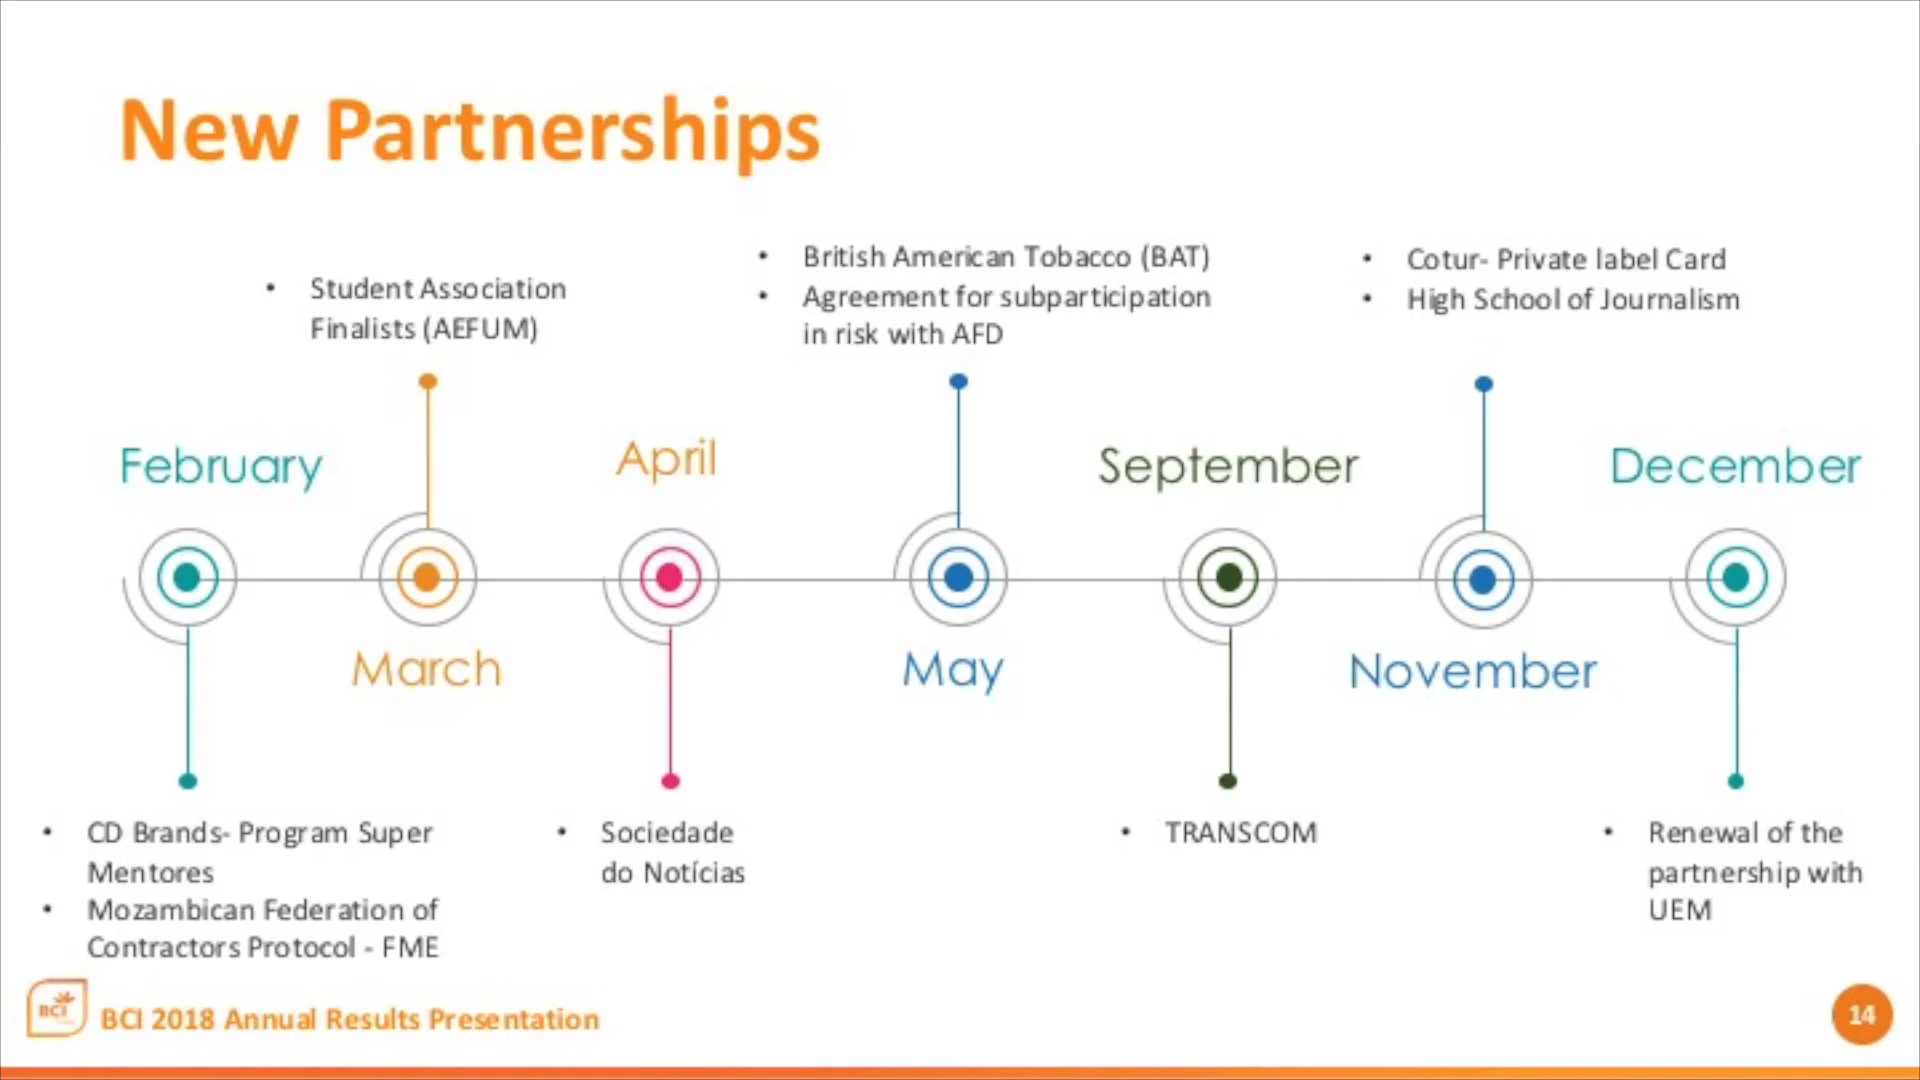 New Partnerships
• Student Association
Finalists (AEFUM)
• British American Tobacco (BAT)
• Agreement for subparticipation
in risk with AFD
• Cotur- Private label Card
• High School of Journalism
February
April
September
December
March
May
November
• CD Brands- Program Super
Mentores
• Mozambican Federation of
Contractors Protocol - FME
• Sociedade
do Notícias
• TRANSCOM
• Renewal of the
partnership with
UEM
BCI
BCI 2018 Annual Results Presentation
14